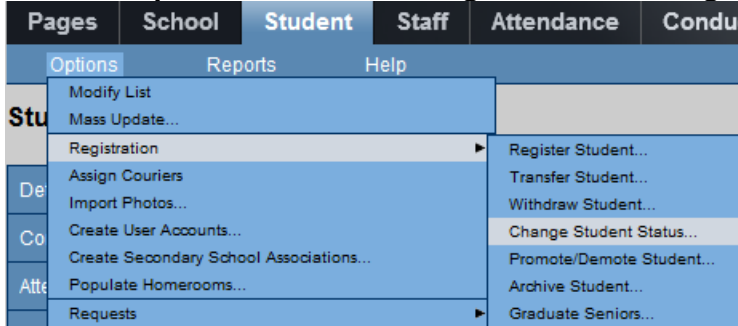 Pages School Student Staff Attendance Condu
Options Reports Help
Modify List
Stu
Mass Update...
Registration
Register Student...
Assign Couriers
Transfer Student...
De
Import Photos...
Withdraw Student...
Create User Accounts...
Change Student Status...
Co
Create Secondary School Associations...
Promote/Demote Student...
Atte
Populate Homerooms...
Archive Student...
Requests
Graduate Seniors...